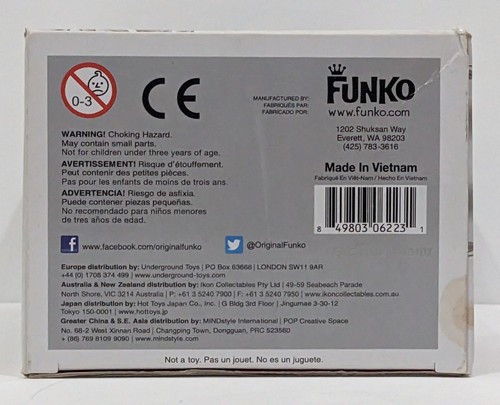 0-3
CE
MANUFACTURED BY:
FABRIQUÉS PAR:
FABRICADO POR:
FUNKO
www.funko.com
1202 Shuksan Way
Everett, WA 98203
(425) 783-3616
Made In Vietnam
Fabriqué En Viêt-Nam / Hecho En Vietnam
8 49803 06223 1
WARNING! Choking Hazard.
May contain small parts.
Not for children under three years of age.
AVERTISSEMENT! Risque d'étouffement.
Peut contenir des petites pièces.
Pas pour les enfants de moins de trois ans.
ADVERTENCIA! Riesgo de asfixia.
Puede contener piezas pequeñas.
No recomendado para niños menores
de tres años de edad.
f www.facebook.com/originalfunko
@OriginalFunko
Europe distribution by: Underground Toys | PO Box 63668 | LONDON SW11 9AR
+44 (0) 1708 374 499 | www.underground-toys.com
Australia & New Zealand distribution by: Ikon Collectables Pty Ltd | 49-59 Seabeach Parade
North Shore, VIC 3214 Australia | P: +61 3 5240 7900 | F: +61 3 5240 7950 | www.ikoncollectables.com.au
Japan distribution by: Hot Toys Japan Co., Inc. | G Bldg 3rd Floor | Jingumae 3-30-12
Tokyo 150-0001 | www.hottoys.jp
Greater China & S.E. Asia distribution by: MINDstyle International | POP Creative Space
No. 68-2 West Xinnan Road | Changping Town, Dongguan, PRC 523560
+ (86) 769 8109 9090 | www.mindstyle.com
Not a toy. Pas un jouet. No es un juguete.